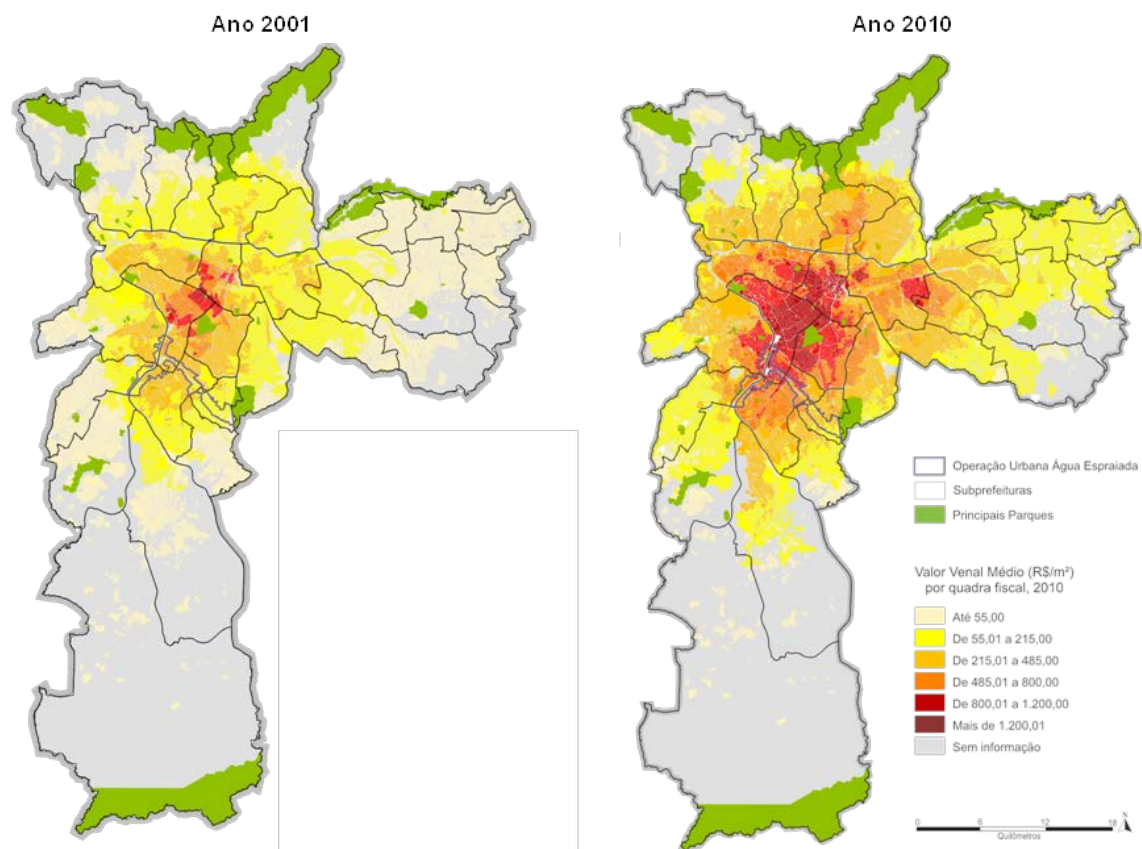 Ano 2001
Ano 2010
Operação Urbana Água Espraiada
Subprefeituras
Principais Parques
Valor Venal Médio (R$/m²)
por quadra fiscal, 2010
Até 55,00
De 55,01 a 215,00
De 215,01 a 485,00
De 485,01 a 800,00
De 800,01 a 1.200,00
Mais de 1.200,01
Sem informação
0 6 12 18
Quilômetros
N